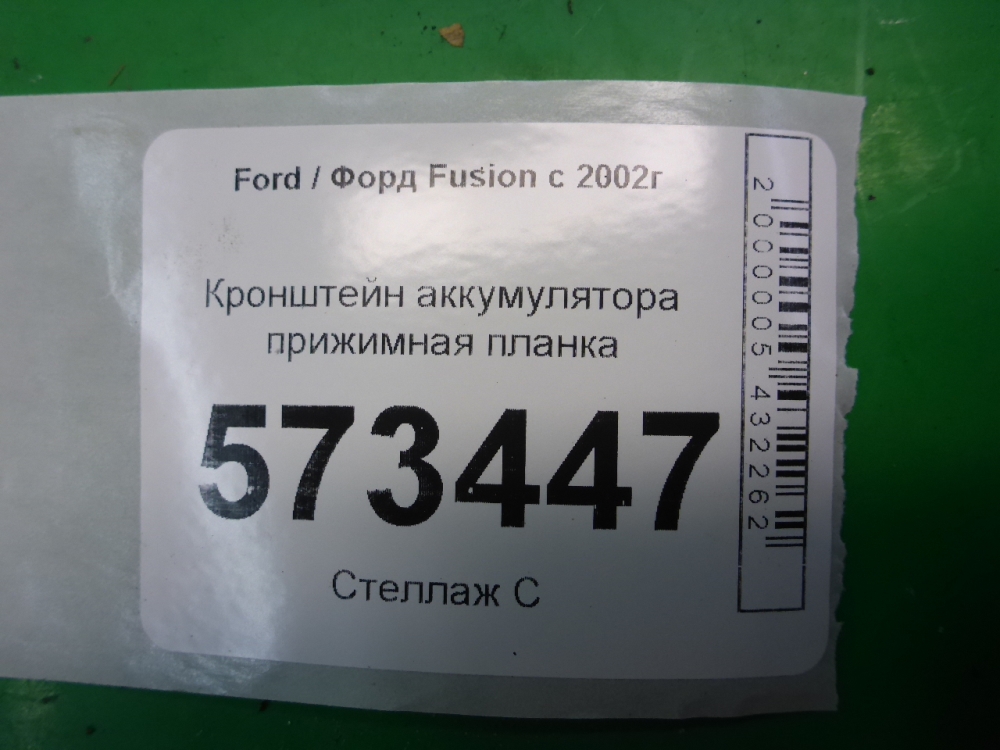 Ford / Форд Fusion с 2002г
Кронштейн аккумулятора
прижимная планка
573447
Стеллаж С
2000005432262